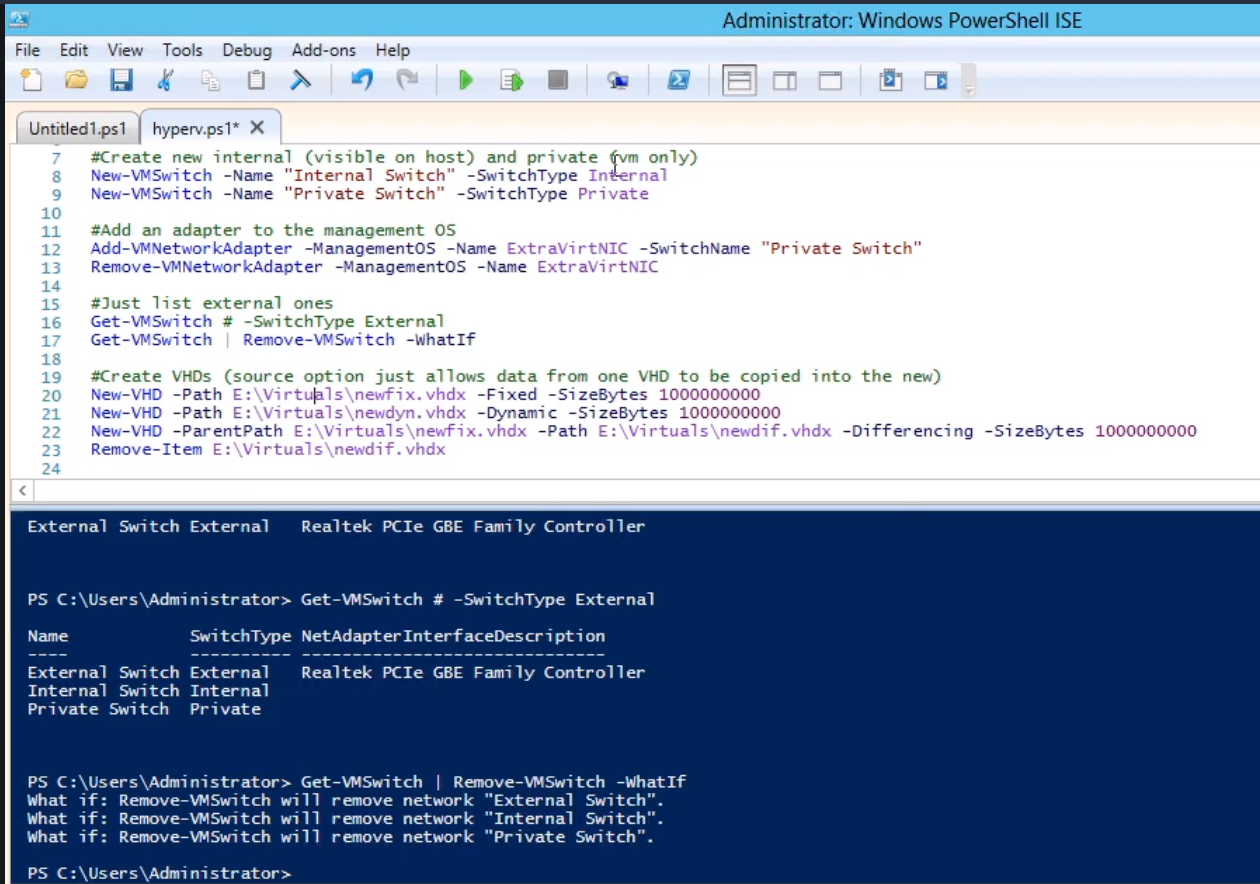 Administrator: Windows PowerShell ISE
File Edit View Tools Debug Add-ons Help
Untitled1.ps1 hyperv.ps1*
7 #Create new internal (visible on host) and private (vm only)
8 New-VMSwitch -Name "Internal Switch" -SwitchType Internal
9 New-VMSwitch -Name "Private Switch" -SwitchType Private
10
11 #Add an adapter to the management OS
12 Add-VMNetworkAdapter -ManagementOS -Name ExtraVirtNIC -SwitchName "Private Switch"
13 Remove-VMNetworkAdapter -ManagementOS -Name ExtraVirtNIC
14
15 #Just list external ones
16 Get-VMSwitch # -SwitchType External
17 Get-VMSwitch | Remove-VMSwitch -WhatIf
18
19 #Create VHDs (source option just allows data from one VHD to be copied into the new)
20 New-VHD -Path E:\Virtuals\newfix.vhdx -Fixed -SizeBytes 1000000000
21 New-VHD -Path E:\Virtuals\newdyn.vhdx -Dynamic -SizeBytes 1000000000
22 New-VHD -ParentPath E:\Virtuals\newfix.vhdx -Path E:\Virtuals\newdif.vhdx -Differencing -SizeBytes 1000000000
23 Remove-Item E:\Virtuals\newdif.vhdx
24
External Switch External Realtek PCIe GBE Family Controller
PS C:\Users\Administrator> Get-VMSwitch # -SwitchType External
Name SwitchType NetAdapterInterfaceDescription
---- ---------- ------------------------------
External Switch External Realtek PCIe GBE Family Controller
Internal Switch Internal
Private Switch Private
PS C:\Users\Administrator> Get-VMSwitch | Remove-VMSwitch -WhatIf
What if: Remove-VMSwitch will remove network "External Switch".
What if: Remove-VMSwitch will remove network "Internal Switch".
What if: Remove-VMSwitch will remove network "Private Switch".
PS C:\Users\Administrator>